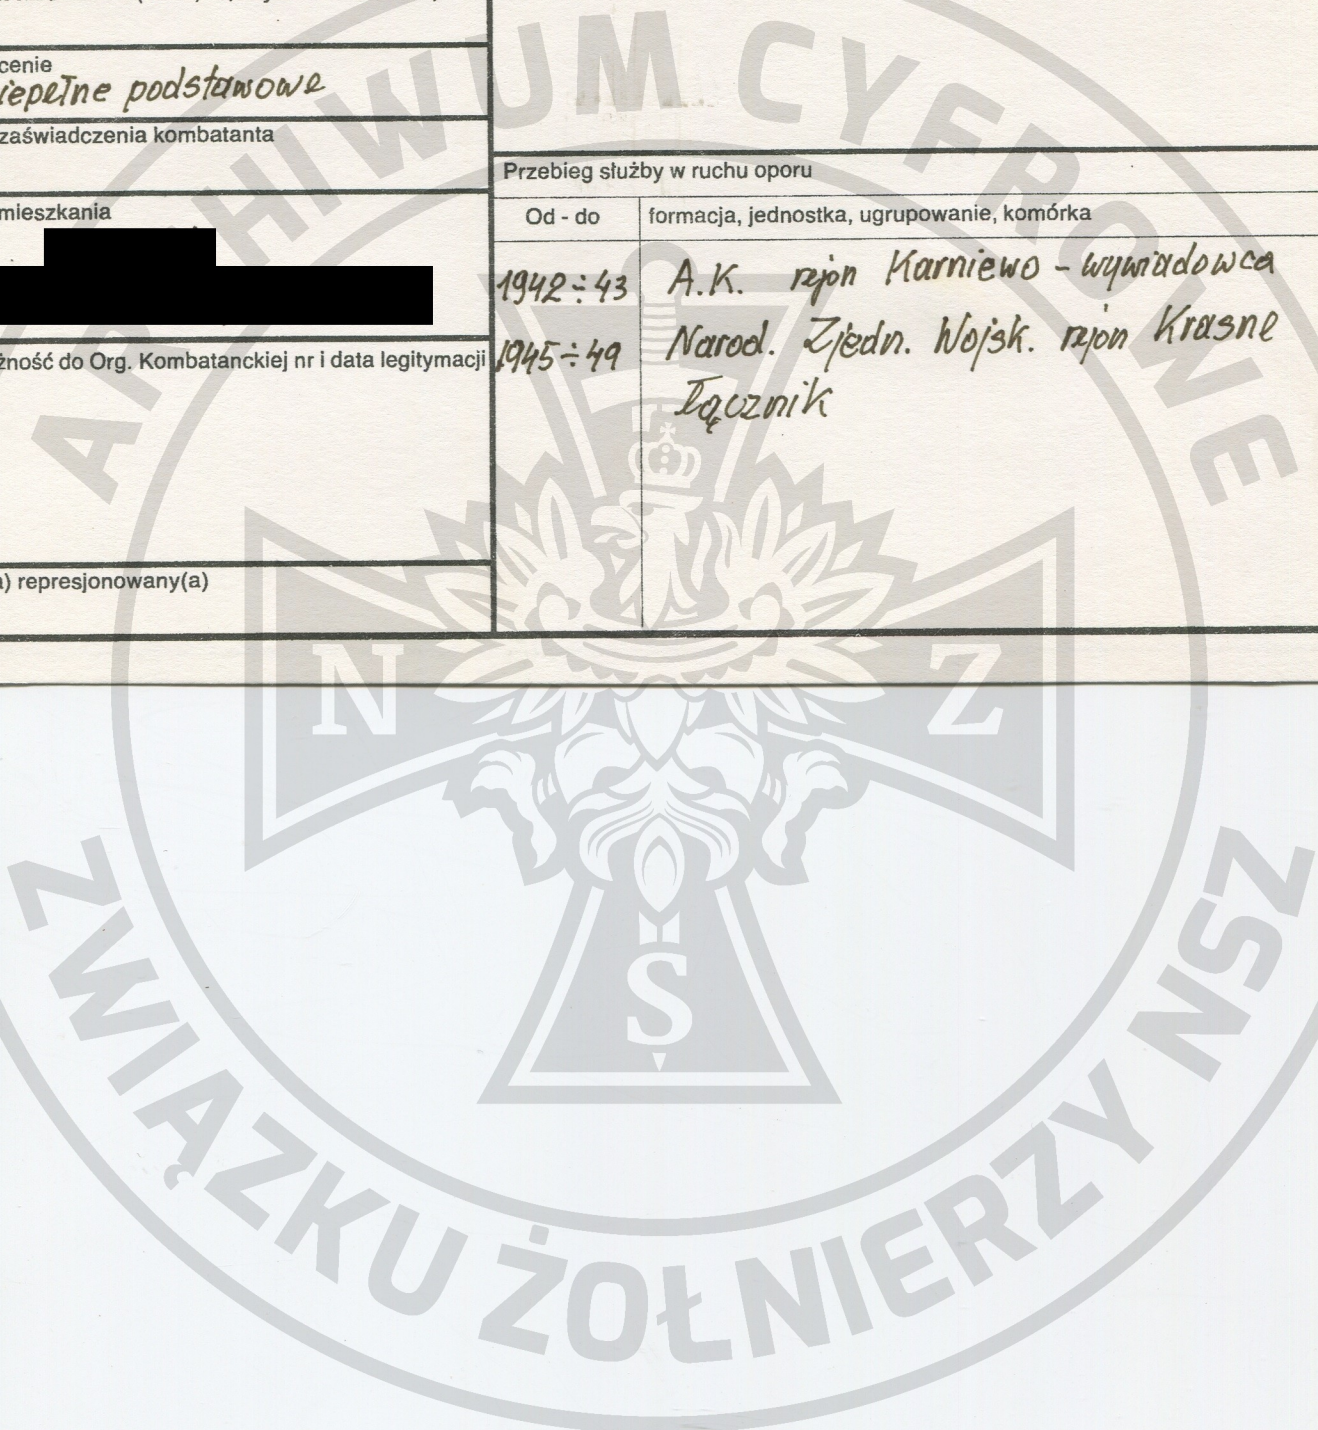 cenie
iepełne podstawowe
zaświadczenia kombatanta
mieszkania
żność do Org. Kombatanckiej nr i data legitymacji
) represjonowany(a)
Przebieg służby w ruchu oporu
Od - do formacja, jednostka, ugrupowanie, komórka
1942÷43 A.K. rejon Karniewo - wywiadowca
1945÷49 Narod. Zjedn. Wojsk. rejon Krasne
Łącznik
ARCHIWUM CYFROWE
ZWIĄZKU ŻOŁNIERZY NSZ
N Z
S